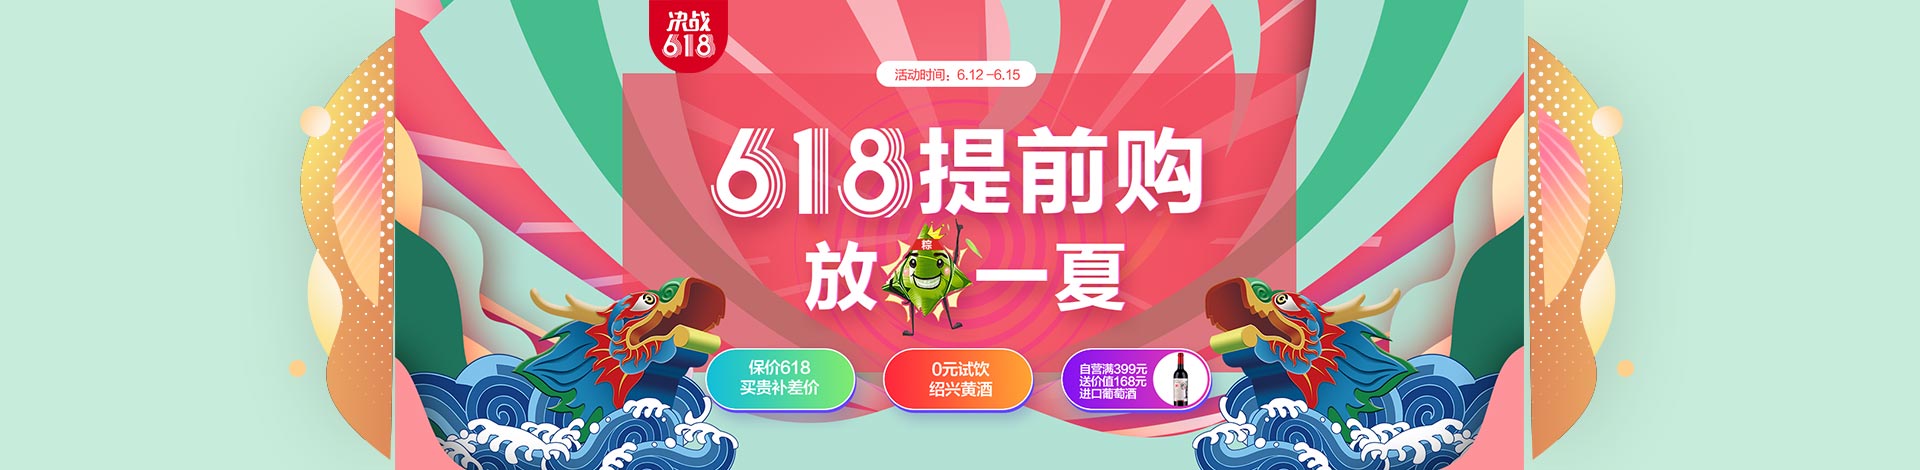 决战
618
活动时间：6.12-6.15
618提前购
放
粽
一夏
保价618
买贵补差价
0元试饮
绍兴黄酒
自营满399元
送价值168元
进口葡萄酒